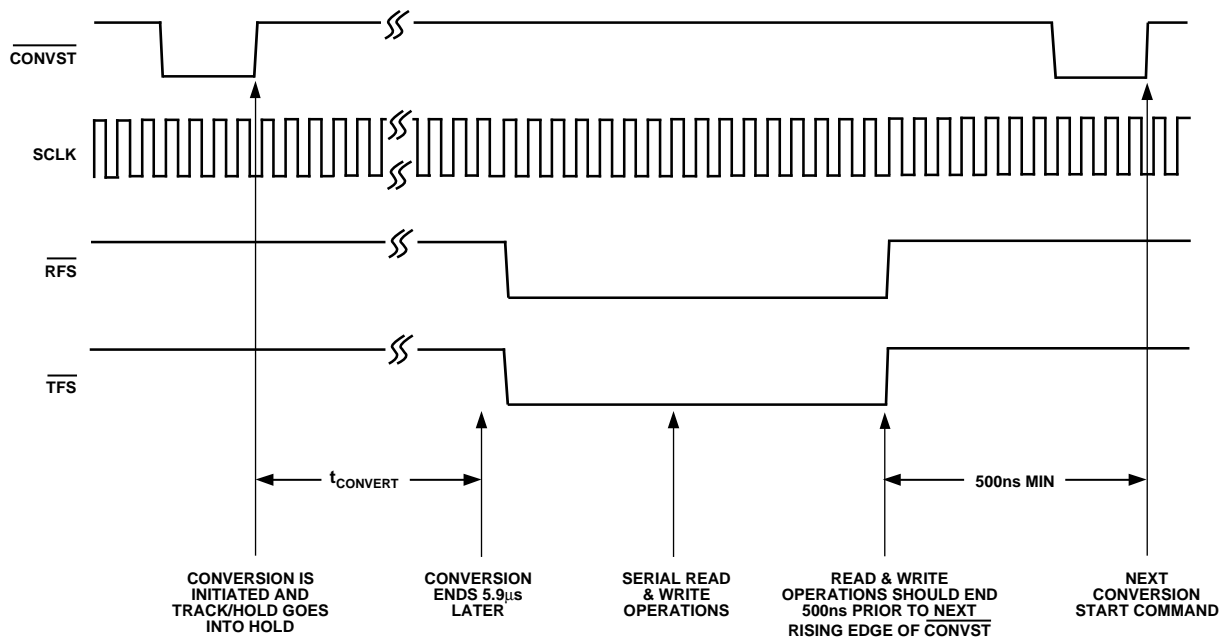 CONVST
SCLK
RFS
TFS
tCONVERT
500ns MIN
CONVERSION IS
INITIATED AND
TRACK/HOLD GOES
INTO HOLD
CONVERSION
ENDS 5.9μs
LATER
SERIAL READ
& WRITE
OPERATIONS
READ & WRITE
OPERATIONS SHOULD END
500ns PRIOR TO NEXT
RISING EDGE OF CONVST
NEXT
CONVERSION
START COMMAND